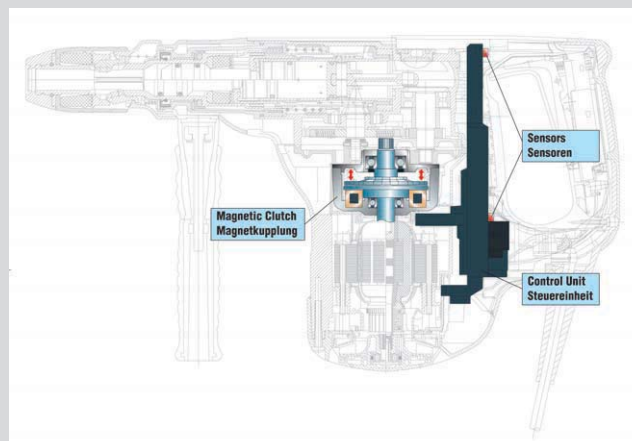 Sensors
Sensoren
Magnetic Clutch
Magnetkupplung
Control Unit
Steuereinheit